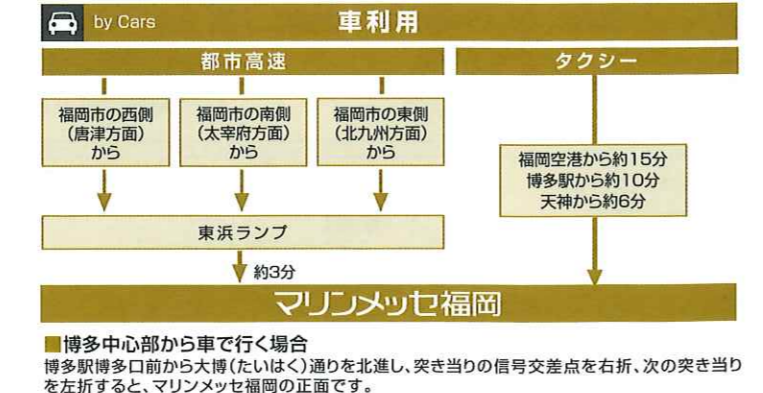 by Cars 車利用
都市高速
タクシー
福岡市の西側
(唐津方面)
から
福岡市の南側
(太宰府方面)
から
福岡市の東側
(北九州方面)
から
福岡空港から約15分
博多駅から約10分
天神から約6分
東浜ランプ
約3分
マリンメッセ福岡
■博多中心部から車で行く場合
博多駅博多口前から大博(たいはく)通りを北進し、突き当りの信号交差点を右折、次の突き当り
を左折すると、マリンメッセ福岡の正面です。